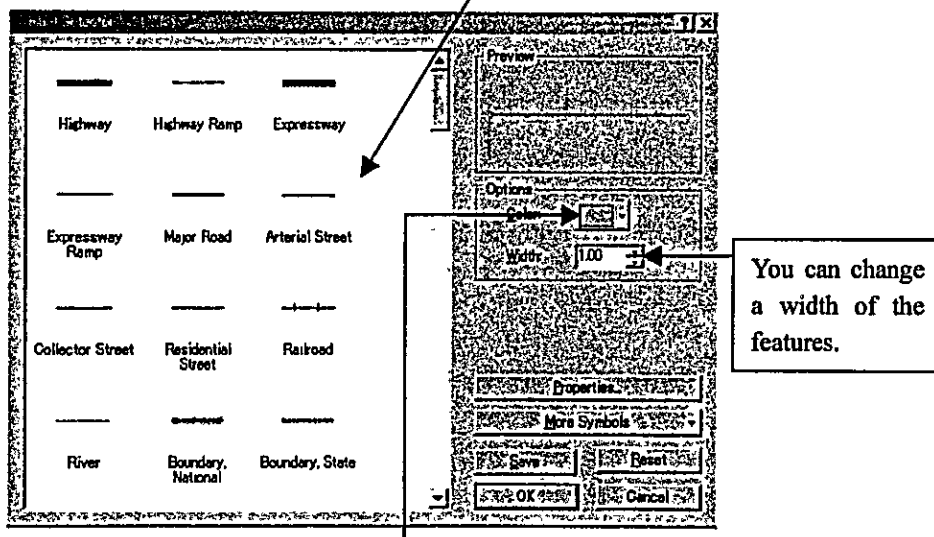 Preview
Highway Highway Ramp Expressway
Options
Color:
Expressway Ramp Major Road Arterial Street
Width: 1.00
You can change
a width of the
features.
Collector Street Residential Street Railroad
Properties...
More Symbols
River Boundary, National Boundary, State
Save Reset
OK Cancel